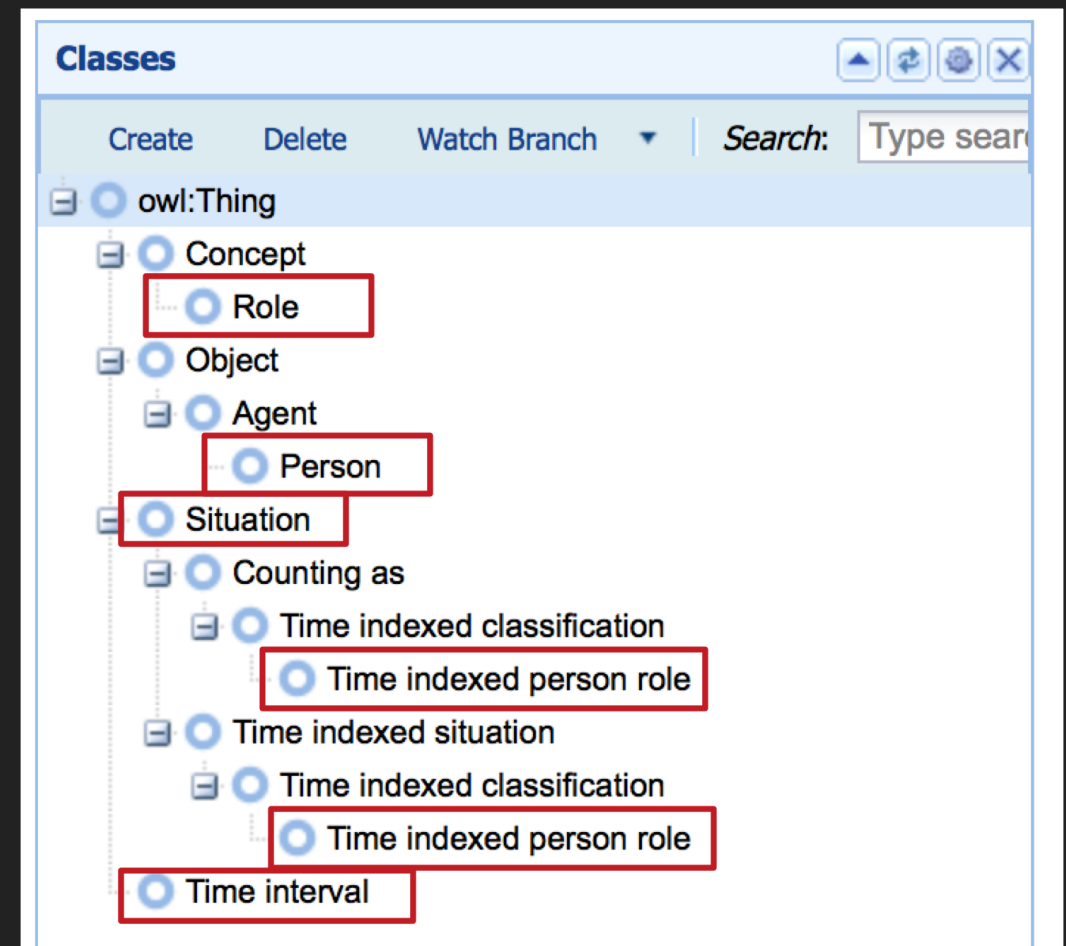 Classes
Create Delete Watch Branch Search: Type sear
owl:Thing
Concept
Role
Object
Agent
Person
Situation
Counting as
Time indexed classification
Time indexed person role
Time indexed situation
Time indexed classification
Time indexed person role
Time interval